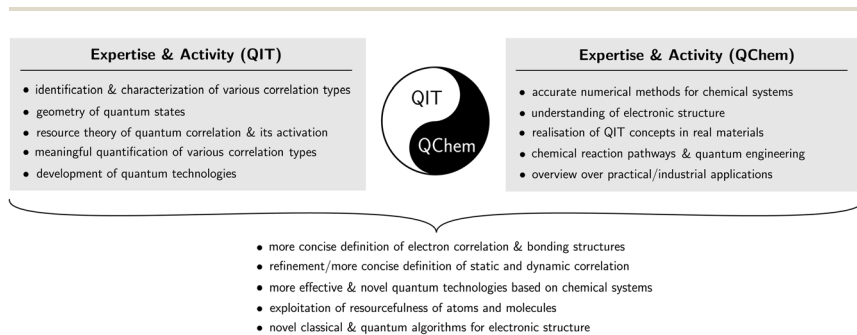 Expertise & Activity (QIT)
• identification & characterization of various correlation types
• geometry of quantum states
• resource theory of quantum correlation & its activation
• meaningful quantification of various correlation types
• development of quantum technologies
QIT
QChem
Expertise & Activity (QChem)
• accurate numerical methods for chemical systems
• understanding of electronic structure
• realisation of QIT concepts in real materials
• chemical reaction pathways & quantum engineering
• overview over practical/industrial applications
• more concise definition of electron correlation & bonding structures
• refinement/more concise definition of static and dynamic correlation
• more effective & novel quantum technologies based on chemical systems
• exploitation of resourcefulness of atoms and molecules
• novel classical & quantum algorithms for electronic structure